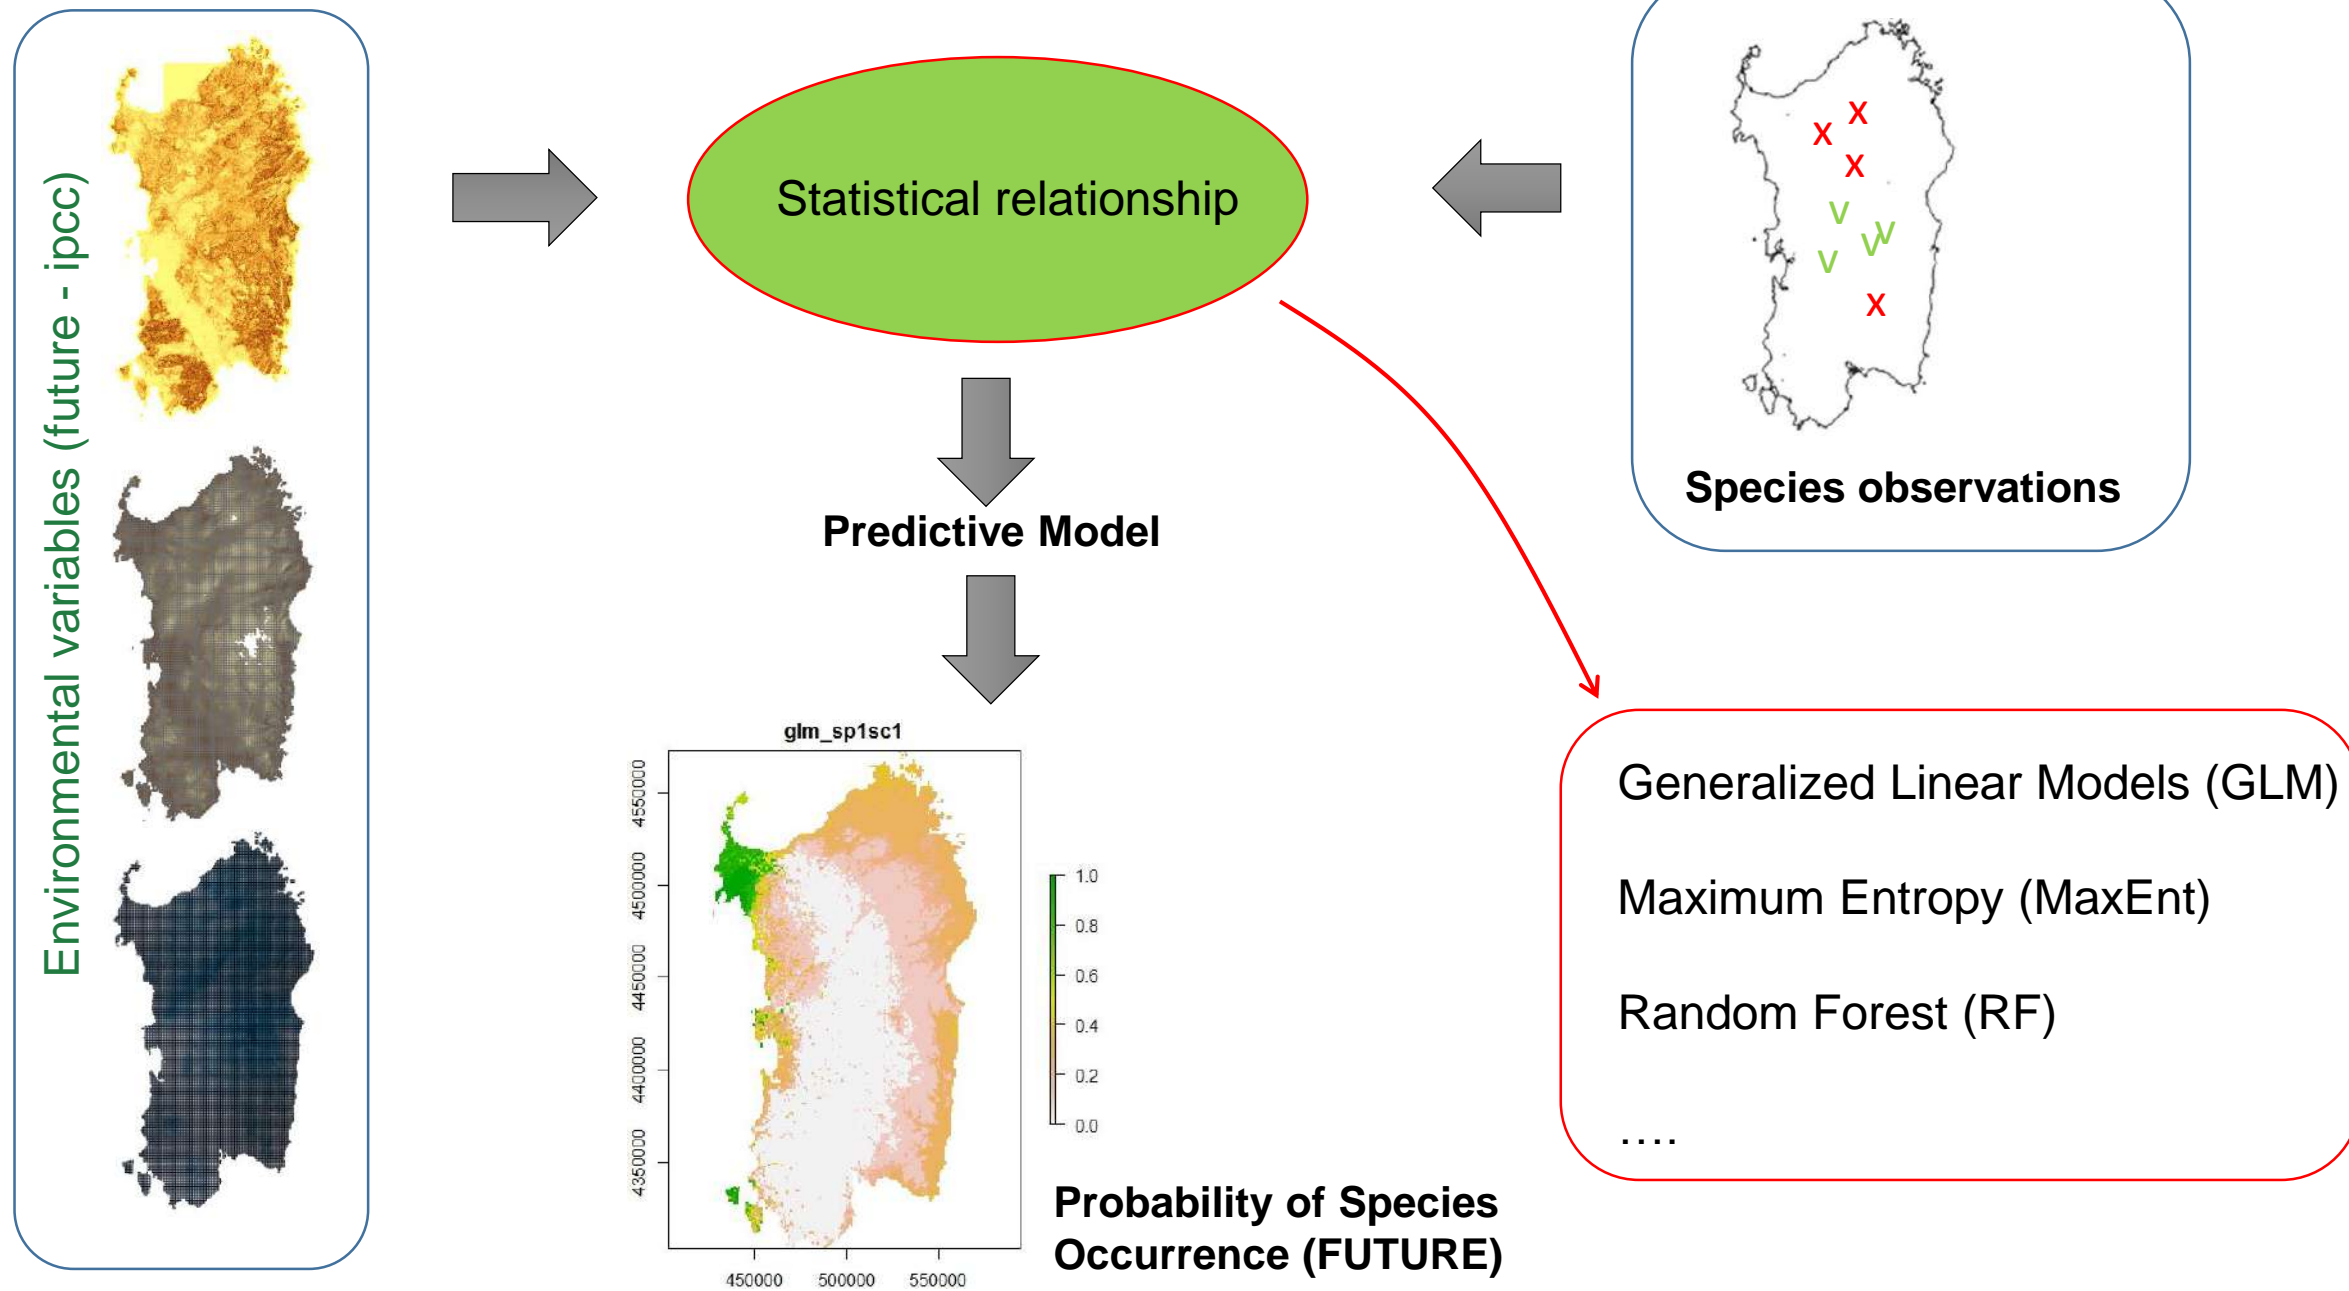 Environmental variables (future - ipcc)
Statistical relationship
x
x
x
v
v
v
v
x
Species observations
Predictive Model
glm_sp1sc1
4550000
4500000
4450000
4400000
4350000
450000
500000
550000
1.0
0.8
0.6
0.4
0.2
0.0
Probability of Species
Occurrence (FUTURE)
Generalized Linear Models (GLM)
Maximum Entropy (MaxEnt)
Random Forest (RF)
….